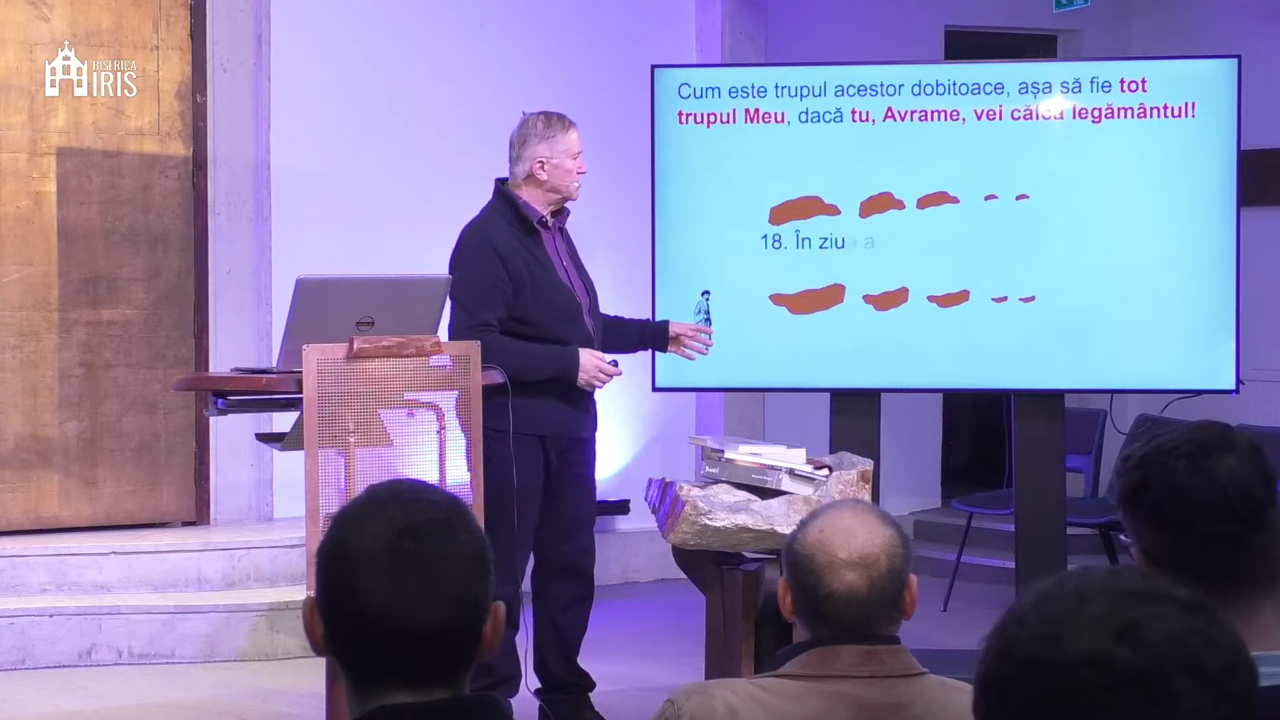 BISERICA
IRIS
Cum este trupul acestor dobitoace, așa să fie tot
trupul Meu, dacă tu, Avrame, vei călca legământul!
18. În ziua a